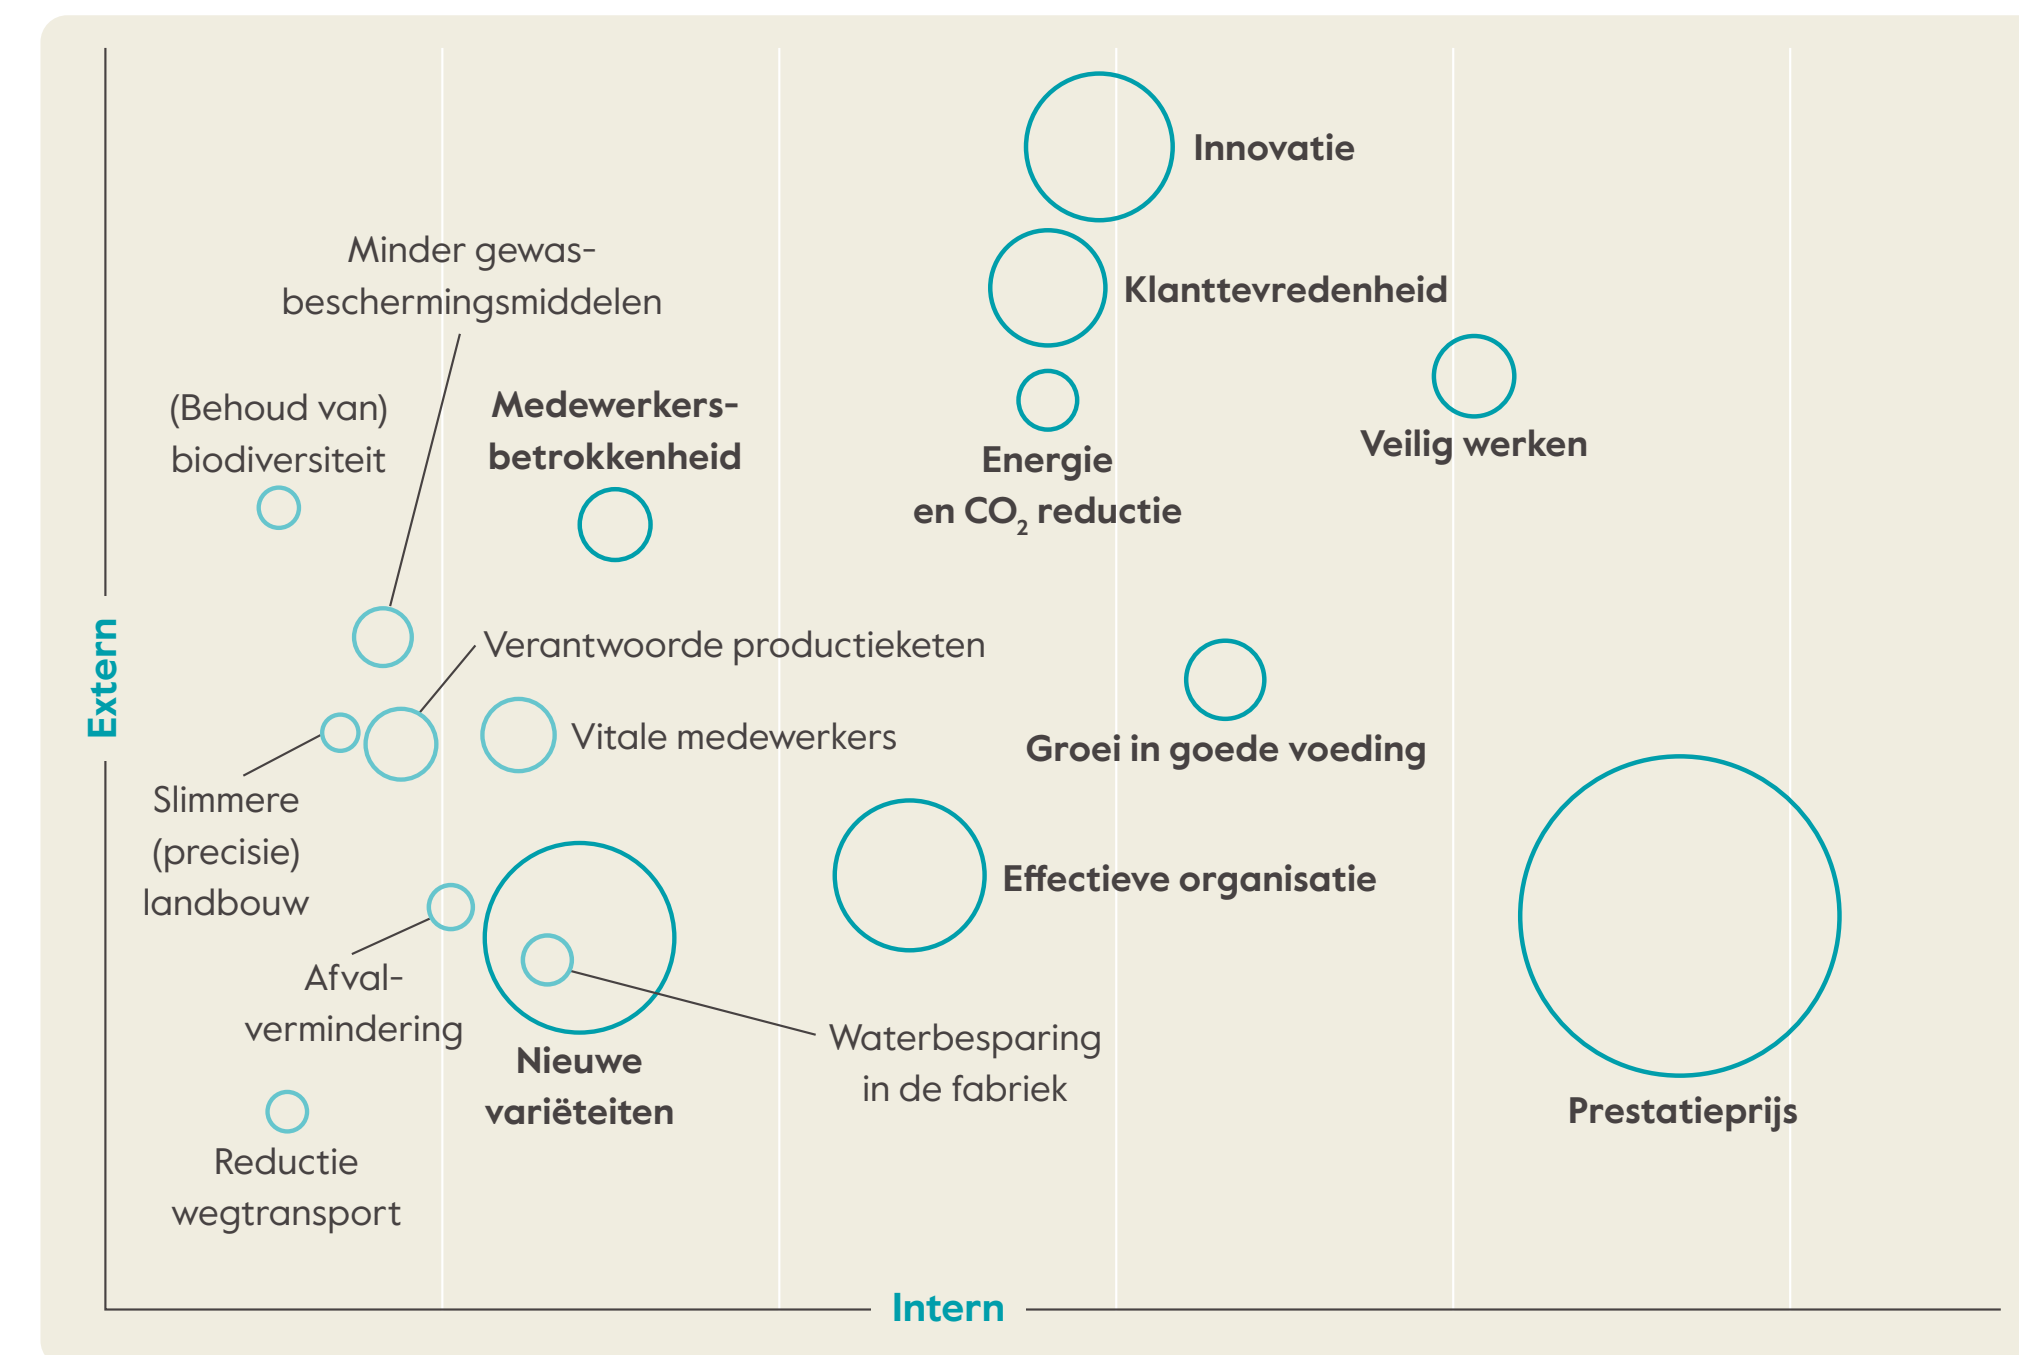 Innovatie
Klanttevredenheid
Minder gewas-
beschermingsmiddelen
(Behoud van)
biodiversiteit
Medewerkers-
betrokkenheid
Energie
en CO₂ reductie
Veilig werken
Extern
Verantwoorde productieketen
Vitale medewerkers
Groei in goede voeding
Slimmere
(precisie)
landbouw
Effectieve organisatie
Afval-
vermindering
Nieuwe
variëteiten
Waterbesparing
in de fabriek
Prestatieprijs
Reductie
wegtransport
Intern